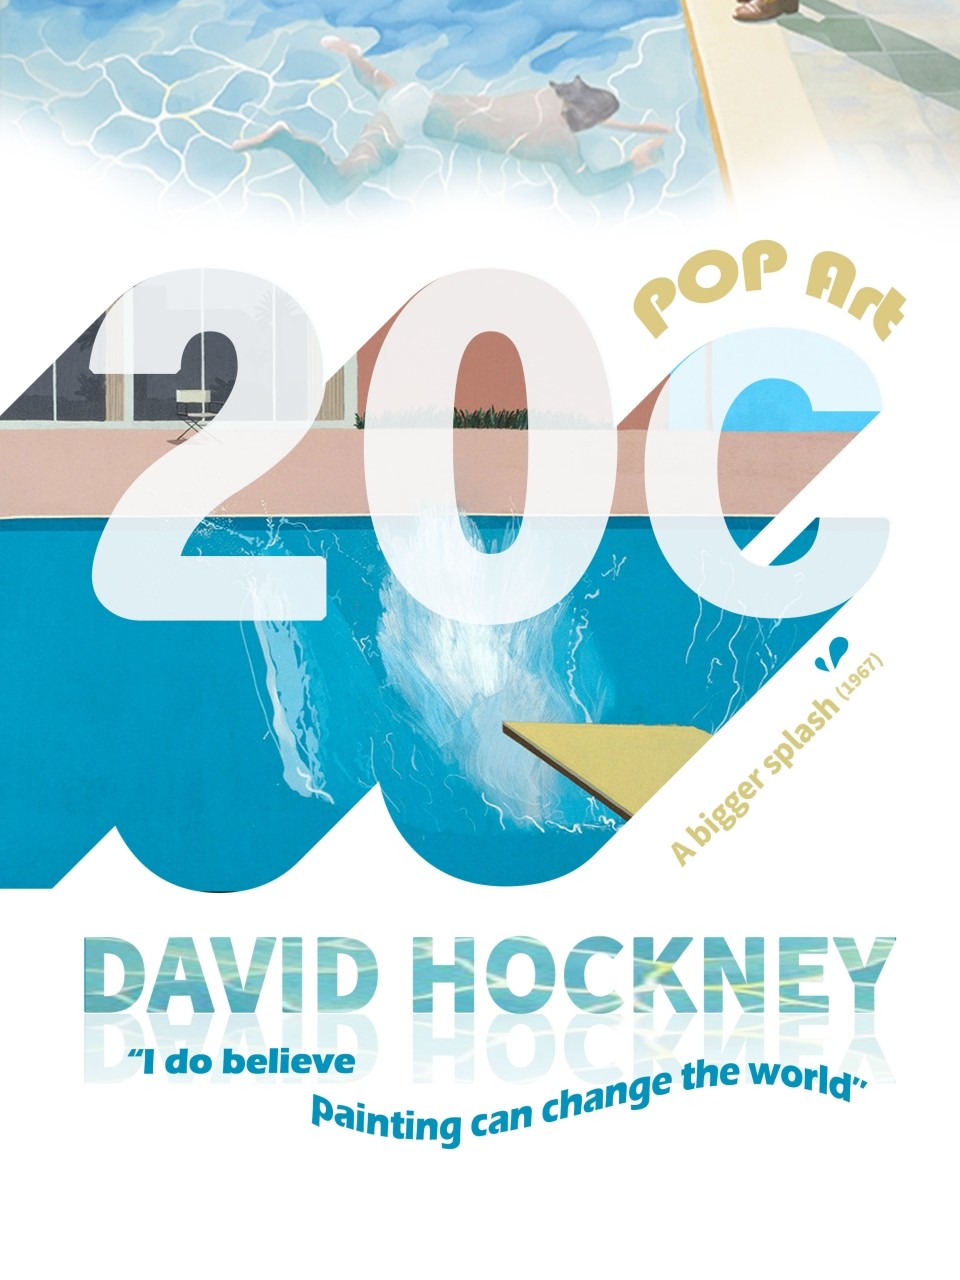 POP Art
20C
A bigger splash (1967)
DAVID HOCKNEY
“I do believe
painting can change the world”